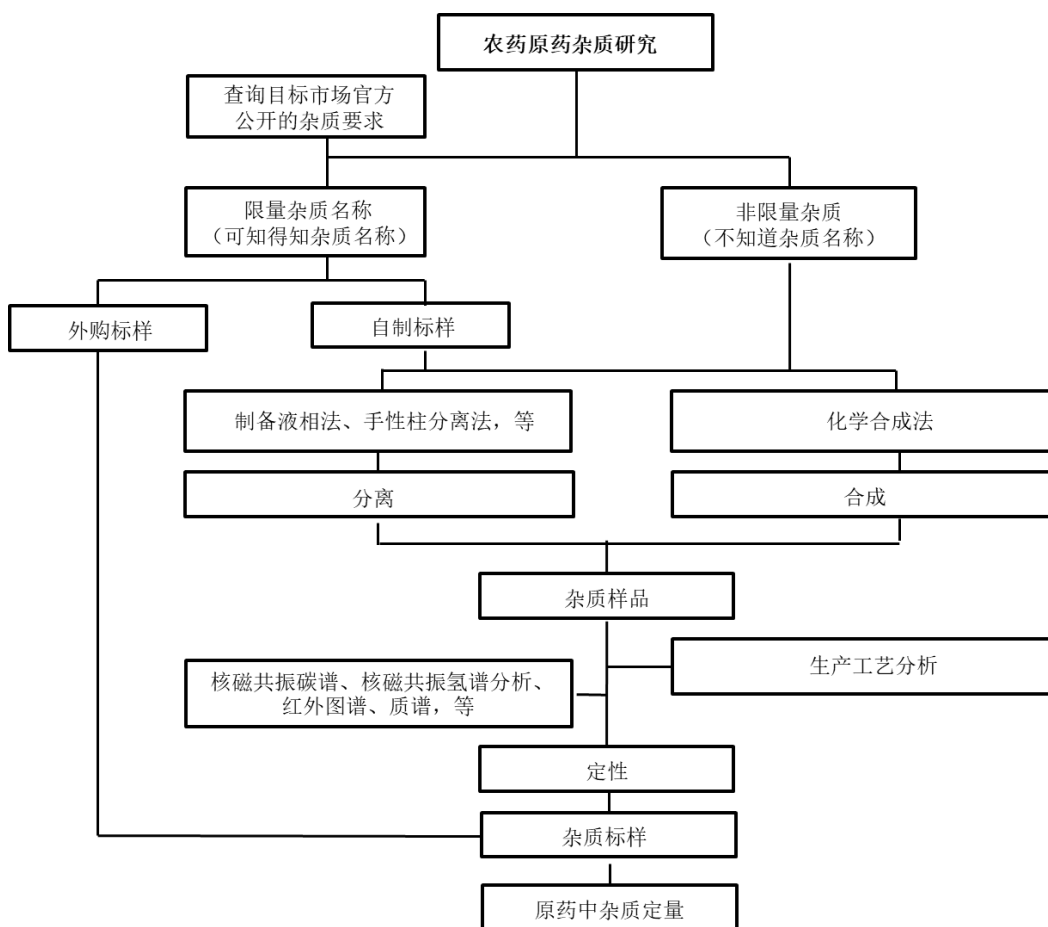 农药原药杂质研究
查询目标市场官方
公开的杂质要求
限量杂质名称
（可知得知杂质名称）
非限量杂质
（不知道杂质名称）
外购标样
自制标样
制备液相法、手性柱分离法，等
化学合成法
分离
合成
杂质样品
生产工艺分析
核磁共振碳谱、核磁共振氢谱分析、
红外图谱、质谱，等
定性
杂质标样
原药中杂质定量